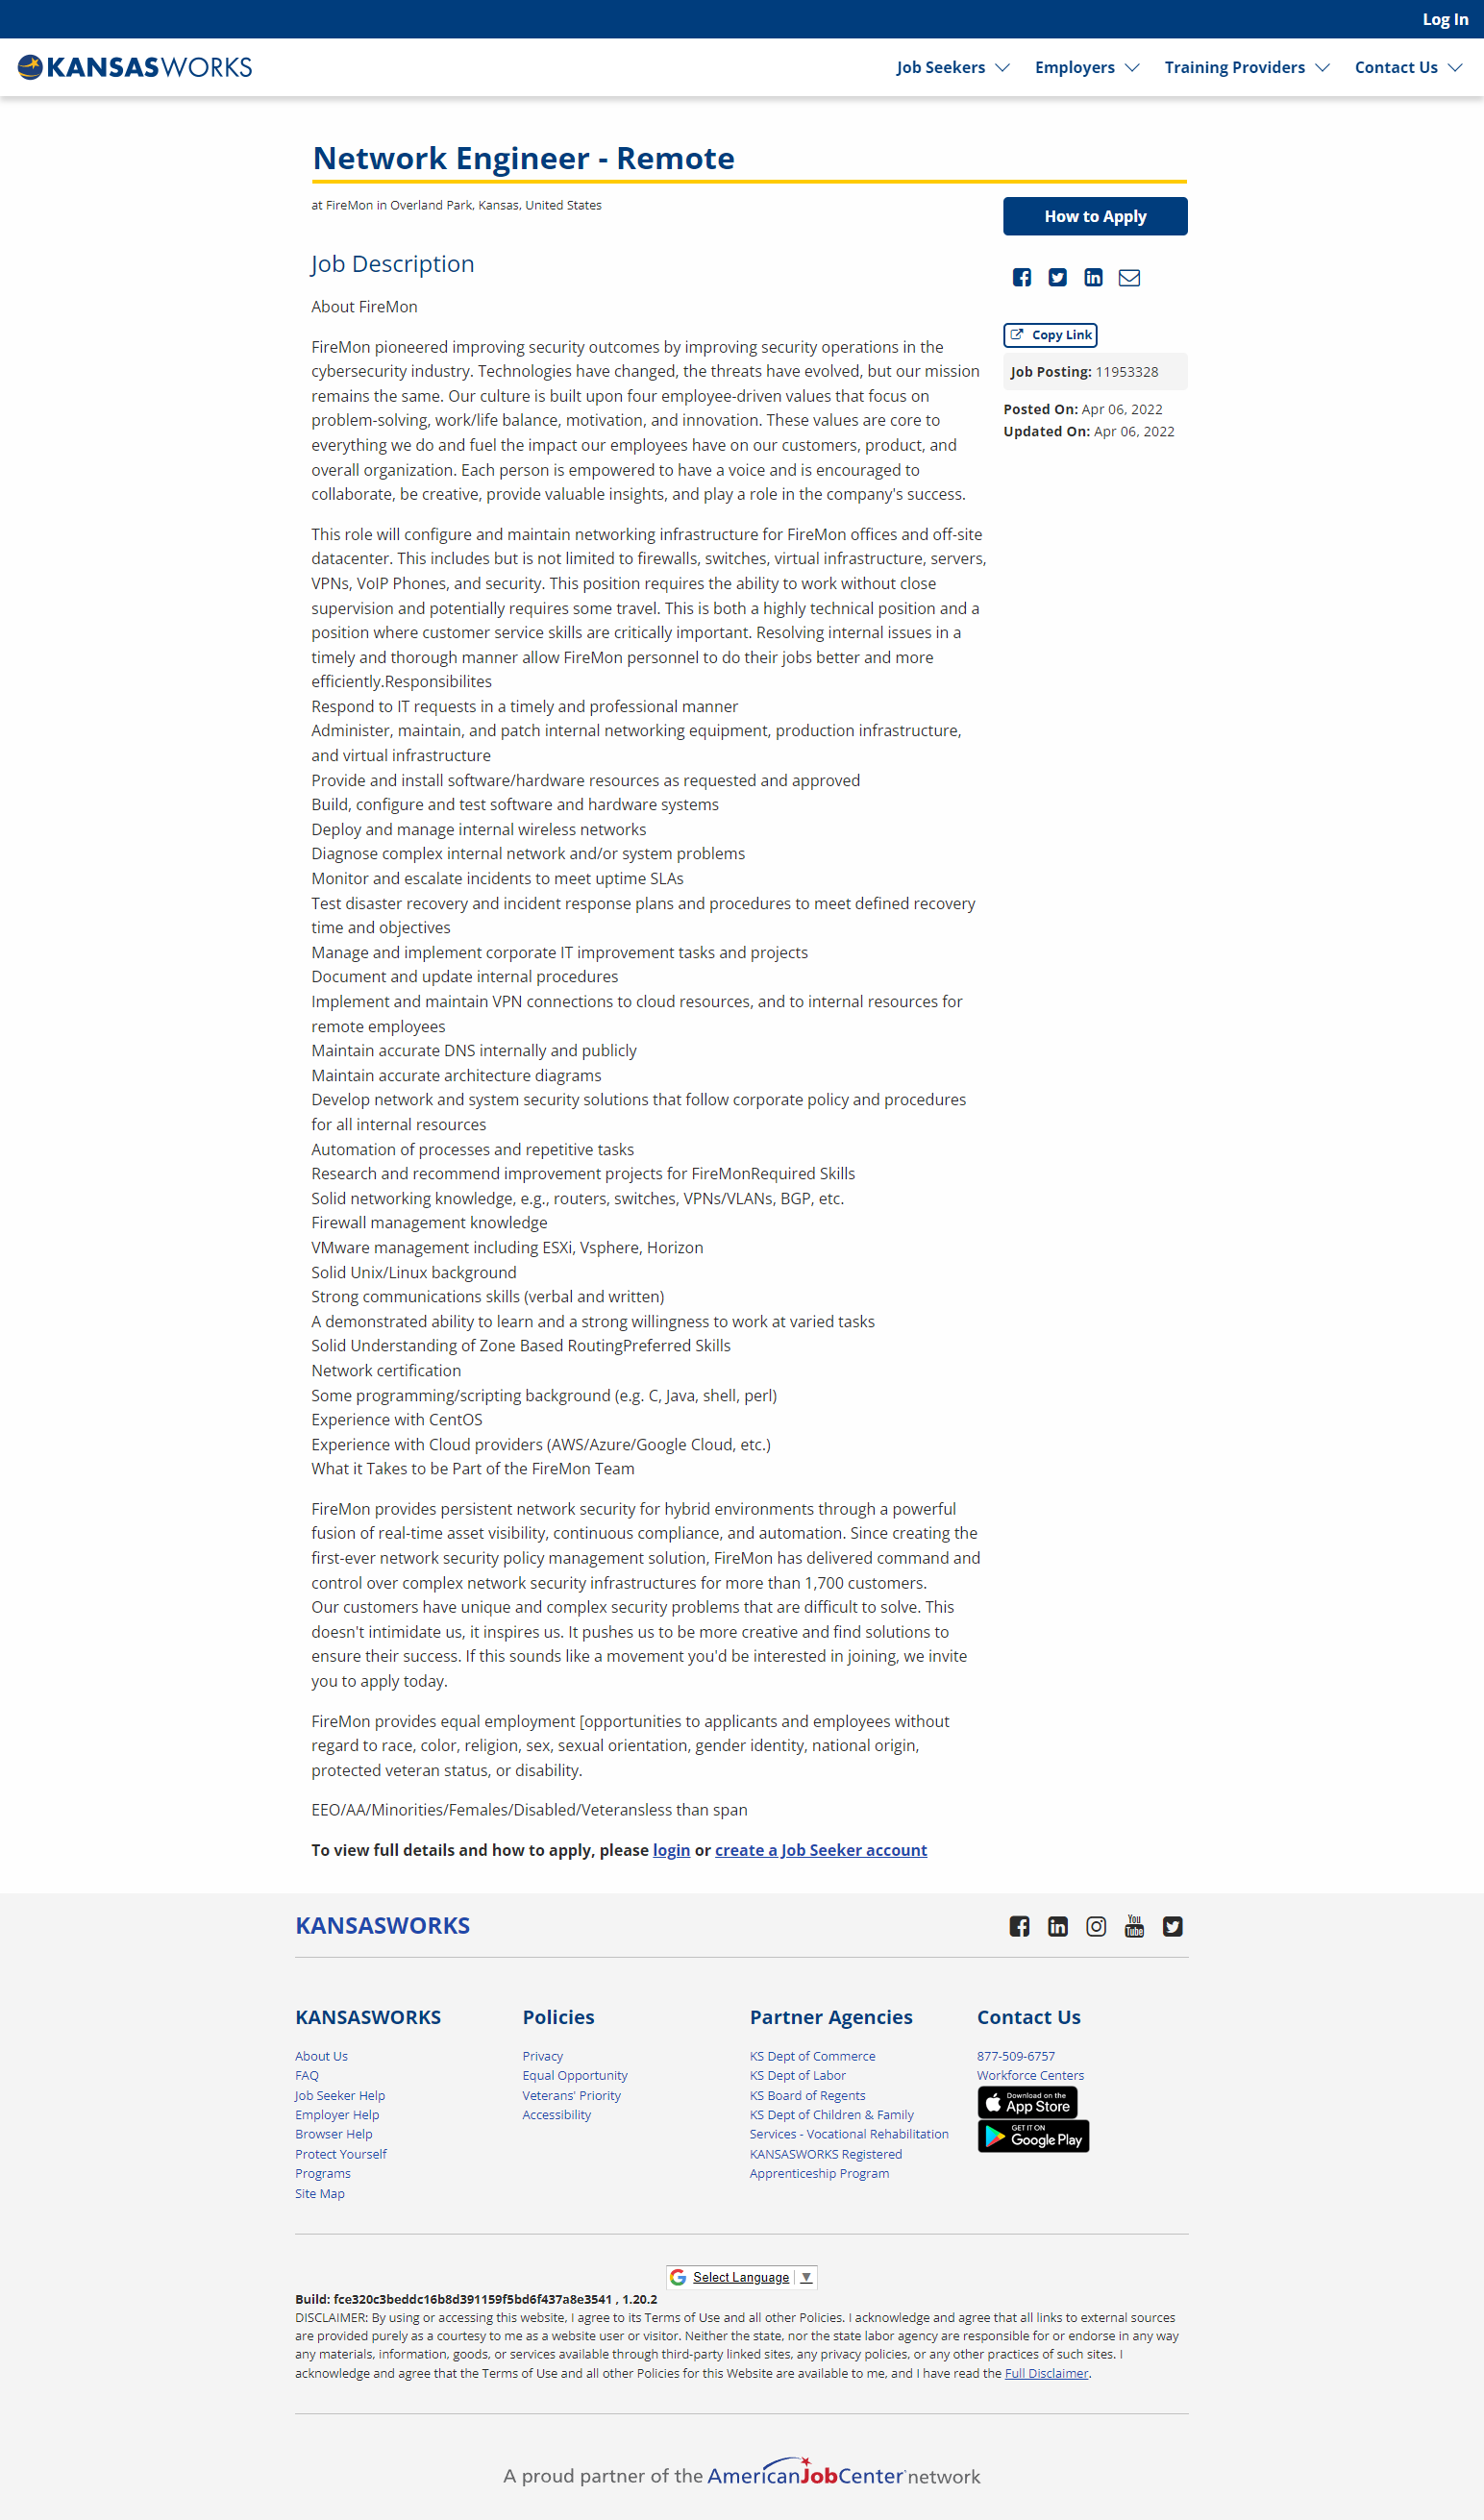 Log In
KANSASWORKS
Job Seekers
Employers
Training Providers
Contact Us
Network Engineer - Remote
at FireMon in Overland Park, Kansas, United States
How to Apply
Copy Link
Job Posting: 11953328
Posted On: Apr 06, 2022
Updated On: Apr 06, 2022
Job Description
About FireMon
FireMon pioneered improving security outcomes by improving security operations in the
cybersecurity industry. Technologies have changed, the threats have evolved, but our mission
remains the same. Our culture is built upon four employee-driven values that focus on
problem-solving, work/life balance, motivation, and innovation. These values are core to
everything we do and fuel the impact our employees have on our customers, product, and
overall organization. Each person is empowered to have a voice and is encouraged to
collaborate, be creative, provide valuable insights, and play a role in the company's success.
This role will configure and maintain networking infrastructure for FireMon offices and off-site
datacenter. This includes but is not limited to firewalls, switches, virtual infrastructure, servers,
VPNs, VoIP Phones, and security. This position requires the ability to work without close
supervision and potentially requires some travel. This is both a highly technical position and a
position where customer service skills are critically important. Resolving internal issues in a
timely and thorough manner allow FireMon personnel to do their jobs better and more
efficiently.Responsibilites
Respond to IT requests in a timely and professional manner
Administer, maintain, and patch internal networking equipment, production infrastructure,
and virtual infrastructure
Provide and install software/hardware resources as requested and approved
Build, configure and test software and hardware systems
Deploy and manage internal wireless networks
Diagnose complex internal network and/or system problems
Monitor and escalate incidents to meet uptime SLAs
Test disaster recovery and incident response plans and procedures to meet defined recovery
time and objectives
Manage and implement corporate IT improvement tasks and projects
Document and update internal procedures
Implement and maintain VPN connections to cloud resources, and to internal resources for
remote employees
Maintain accurate DNS internally and publicly
Maintain accurate architecture diagrams
Develop network and system security solutions that follow corporate policy and procedures
for all internal resources
Automation of processes and repetitive tasks
Research and recommend improvement projects for FireMonRequired Skills
Solid networking knowledge, e.g., routers, switches, VPNs/VLANs, BGP, etc.
Firewall management knowledge
VMware management including ESXi, Vsphere, Horizon
Solid Unix/Linux background
Strong communications skills (verbal and written)
A demonstrated ability to learn and a strong willingness to work at varied tasks
Solid Understanding of Zone Based RoutingPreferred Skills
Network certification
Some programming/scripting background (e.g. C, Java, shell, perl)
Experience with CentOS
Experience with Cloud providers (AWS/Azure/Google Cloud, etc.)
What it Takes to be Part of the FireMon Team
FireMon provides persistent network security for hybrid environments through a powerful
fusion of real-time asset visibility, continuous compliance, and automation. Since creating the
first-ever network security policy management solution, FireMon has delivered command and
control over complex network security infrastructures for more than 1,700 customers.
Our customers have unique and complex security problems that are difficult to solve. This
doesn't intimidate us, it inspires us. It pushes us to be more creative and find solutions to
ensure their success. If this sounds like a movement you'd be interested in joining, we invite
you to apply today.
FireMon provides equal employment [opportunities to applicants and employees without
regard to race, color, religion, sex, sexual orientation, gender identity, national origin,
protected veteran status, or disability.
EEO/AA/Minorities/Females/Disabled/Veteransless than span
To view full details and how to apply, please login or create a Job Seeker account
KANSASWORKS
You
Tube
KANSASWORKS
About Us
FAQ
Job Seeker Help
Employer Help
Browser Help
Protect Yourself
Programs
Site Map
Policies
Privacy
Equal Opportunity
Veterans' Priority
Accessibility
Partner Agencies
KS Dept of Commerce
KS Dept of Labor
KS Board of Regents
KS Dept of Children & Family
Services - Vocational Rehabilitation
KANSASWORKS Registered
Apprenticeship Program
Contact Us
877-509-6757
Workforce Centers
Download on the
App Store
GET IT ON
Google Play
Select Language ▼
Build: fce320c3beddc16b8d391159f5bd6f437a8e3541 , 1.20.2
DISCLAIMER: By using or accessing this website, I agree to its Terms of Use and all other Policies. I acknowledge and agree that all links to external sources
are provided purely as a courtesy to me as a website user or visitor. Neither the state, nor the state labor agency are responsible for or endorse in any way
any materials, information, goods, or services available through third-party linked sites, any privacy policies, or any other practices of such sites. I
acknowledge and agree that the Terms of Use and all other Policies for this Website are available to me, and I have read the Full Disclaimer.
A proud partner of the AmericanJobCenter network